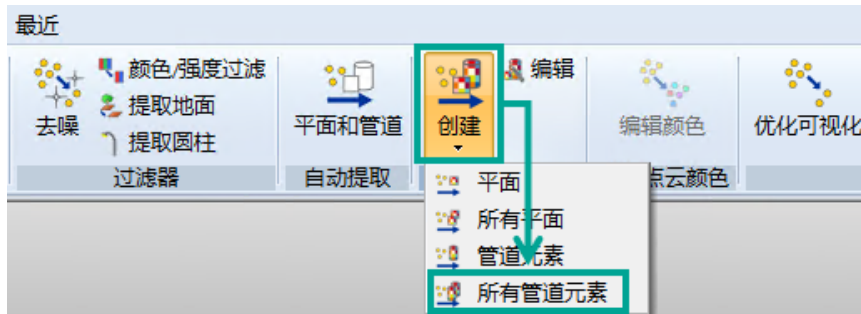 最近
去噪
颜色/强度过滤
提取地面
提取圆柱
过滤器
平面和管道
自动提取
创建
编辑
编辑颜色
点云颜色
优化可视化
平面
所有平面
管道元素
所有管道元素